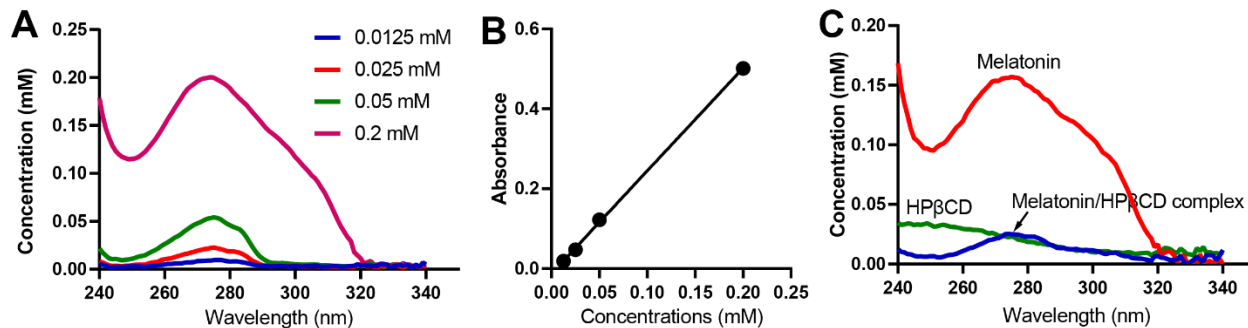 A
Concentration (mM)
0.25
0.20
0.15
0.10
0.05
0.00
240
260
280
300
320
340
Wavelength (nm)
0.0125 mM
0.025 mM
0.05 mM
0.2 mM
B
Absorbance
0.6
0.4
0.2
0.0
0.00
0.05
0.10
0.15
0.20
0.25
Concentrations (mM)
C
Concentration (mM)
0.20
0.15
0.10
0.05
0.00
240
260
280
300
320
340
Wavelength (nm)
Melatonin
HPβCD
Melatonin/HPβCD complex